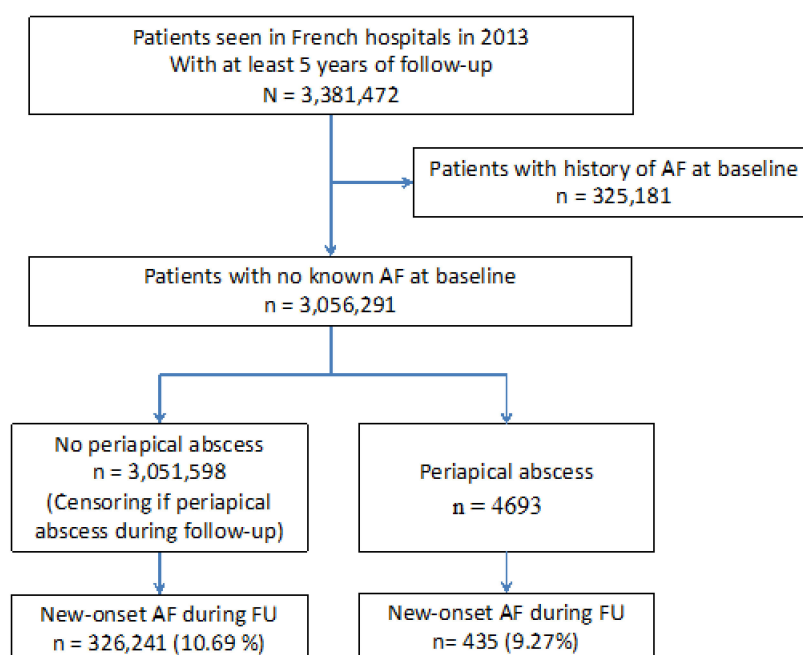 Patients seen in French hospitals in 2013
With at least 5 years of follow-up
N = 3,381,472
Patients with history of AF at baseline
n = 325,181
Patients with no known AF at baseline
n = 3,056,291
No periapical abscess
n = 3,051,598
(Censoring if periapical
abscess during follow-up)
Periapical abscess
n = 4693
New-onset AF during FU
n = 326,241 (10.69 %)
New-onset AF during FU
n= 435 (9.27%)